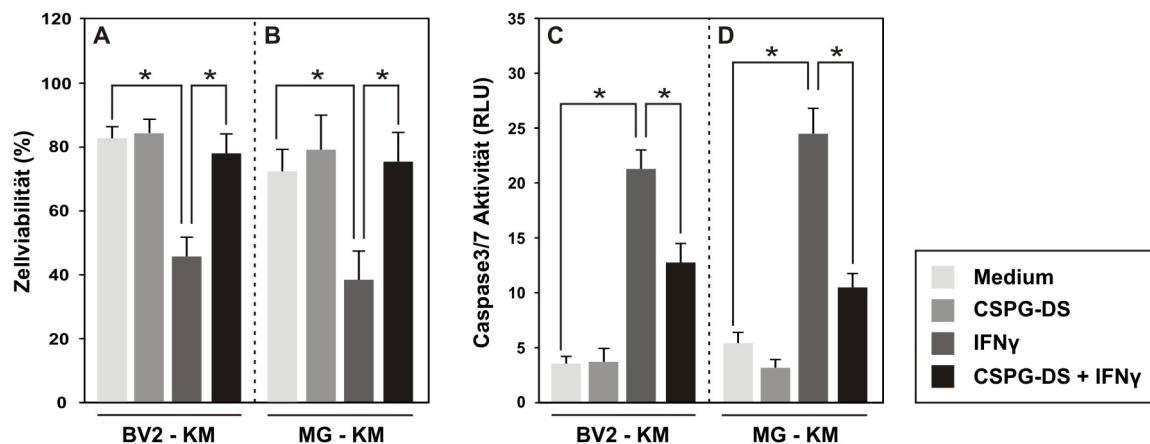 Zellviabilität (%)
120
100
80
60
40
20
0
A
*
*
B
*
*
BV2 - KM
MG - KM
Caspase3/7 Aktivität (RLU)
35
30
25
20
15
10
5
0
C
*
*
D
*
*
BV2 - KM
MG - KM
Medium
CSPG-DS
IFNγ
CSPG-DS + IFNγ